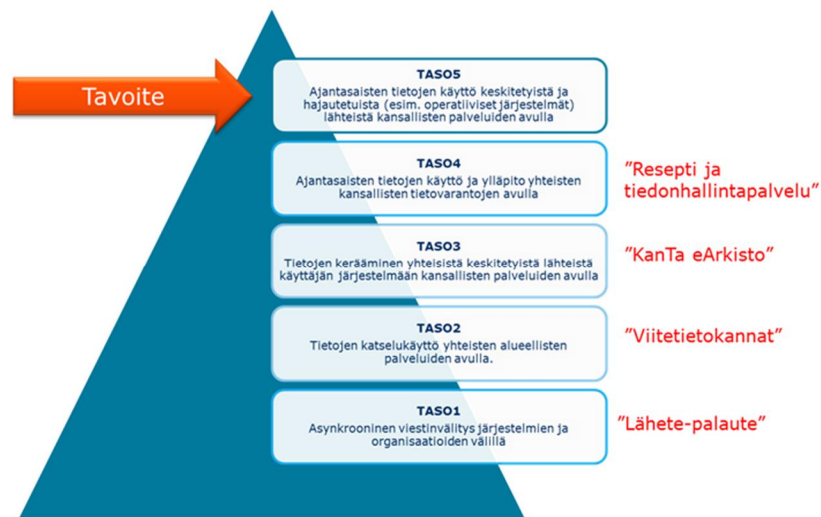 Tavoite
TASO5
Ajantasaisten tietojen käyttö keskitetyistä ja
hajautetuista (esim. operatiiviset järjestelmät)
lähteistä kansallisten palveluiden avulla
TASO4
Ajantasaisten tietojen käyttö ja ylläpito yhteisten
kansallisten tietovarantojen avulla
”Resepti ja
tiedonhallintapalvelu”
TASO3
Tietojen kerääminen yhteisistä keskitetyistä lähteistä
käyttäjän järjestelmään kansallisten palveluiden avulla
”KanTa eArkisto”
TASO2
Tietojen katselukäyttö yhteisten alueellisten
palveluiden avulla.
”Viitetietokannat”
TASO1
Asynkrooninen viestinvälitys järjestelmien ja
organisaatioiden välillä
”Lähete-palaute”